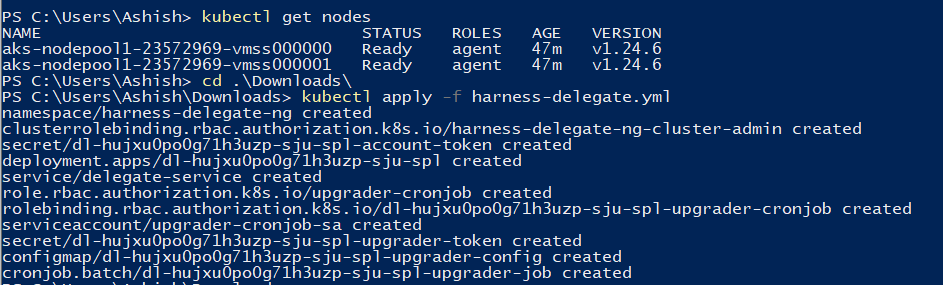 PS C:\Users\Ashish> kubectl get nodes
NAME STATUS ROLES AGE VERSION
aks-nodepool1-23572969-vmss000000 Ready agent 47m v1.24.6
aks-nodepool1-23572969-vmss000001 Ready agent 47m v1.24.6
PS C:\Users\Ashish> cd .\Downloads\
PS C:\Users\Ashish\Downloads> kubectl apply -f harness-delegate.yml
namespace/harness-delegate-ng created
clusterrolebinding.rbac.authorization.k8s.io/harness-delegate-ng-cluster-admin created
secret/dl-hujxu0po0g71h3uzp-sju-spl-account-token created
deployment.apps/dl-hujxu0po0g71h3uzp-sju-spl created
service/delegate-service created
role.rbac.authorization.k8s.io/upgrader-cronjob created
rolebinding.rbac.authorization.k8s.io/dl-hujxu0po0g71h3uzp-sju-spl-upgrader-cronjob created
serviceaccount/upgrader-cronjob-sa created
secret/dl-hujxu0po0g71h3uzp-sju-spl-upgrader-token created
configmap/dl-hujxu0po0g71h3uzp-sju-spl-upgrader-config created
cronjob.batch/dl-hujxu0po0g71h3uzp-sju-spl-upgrader-job created